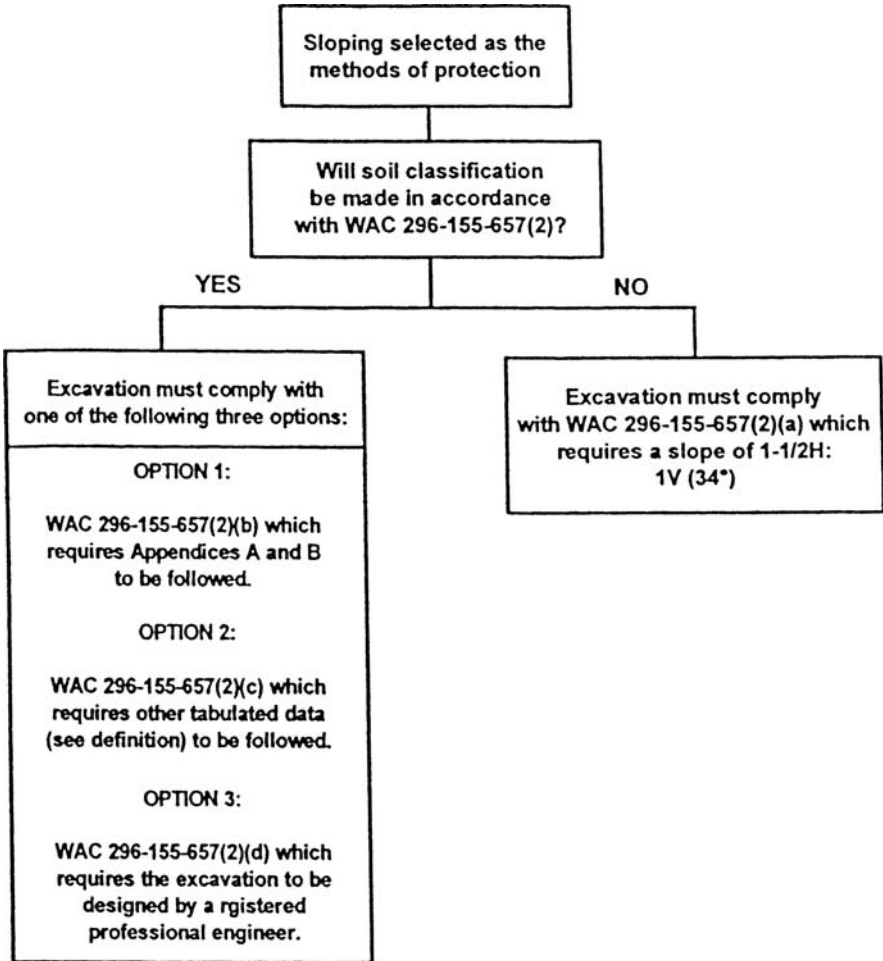 Sloping selected as the
methods of protection
Will soil classification
be made in accordance
with WAC 296-155-657(2)?
YES
NO
Excavation must comply with
one of the following three options:
OPTION 1:
WAC 296-155-657(2)(b) which
requires Appendices A and B
to be followed.
OPTION 2:
WAC 296-155-657(2)(c) which
requires other tabulated data
(see definition) to be followed.
OPTION 3:
WAC 296-155-657(2)(d) which
requires the excavation to be
designed by a rgistered
professional engineer.
Excavation must comply
with WAC 296-155-657(2)(a) which
requires a slope of 1-1/2H:
1V (34°)